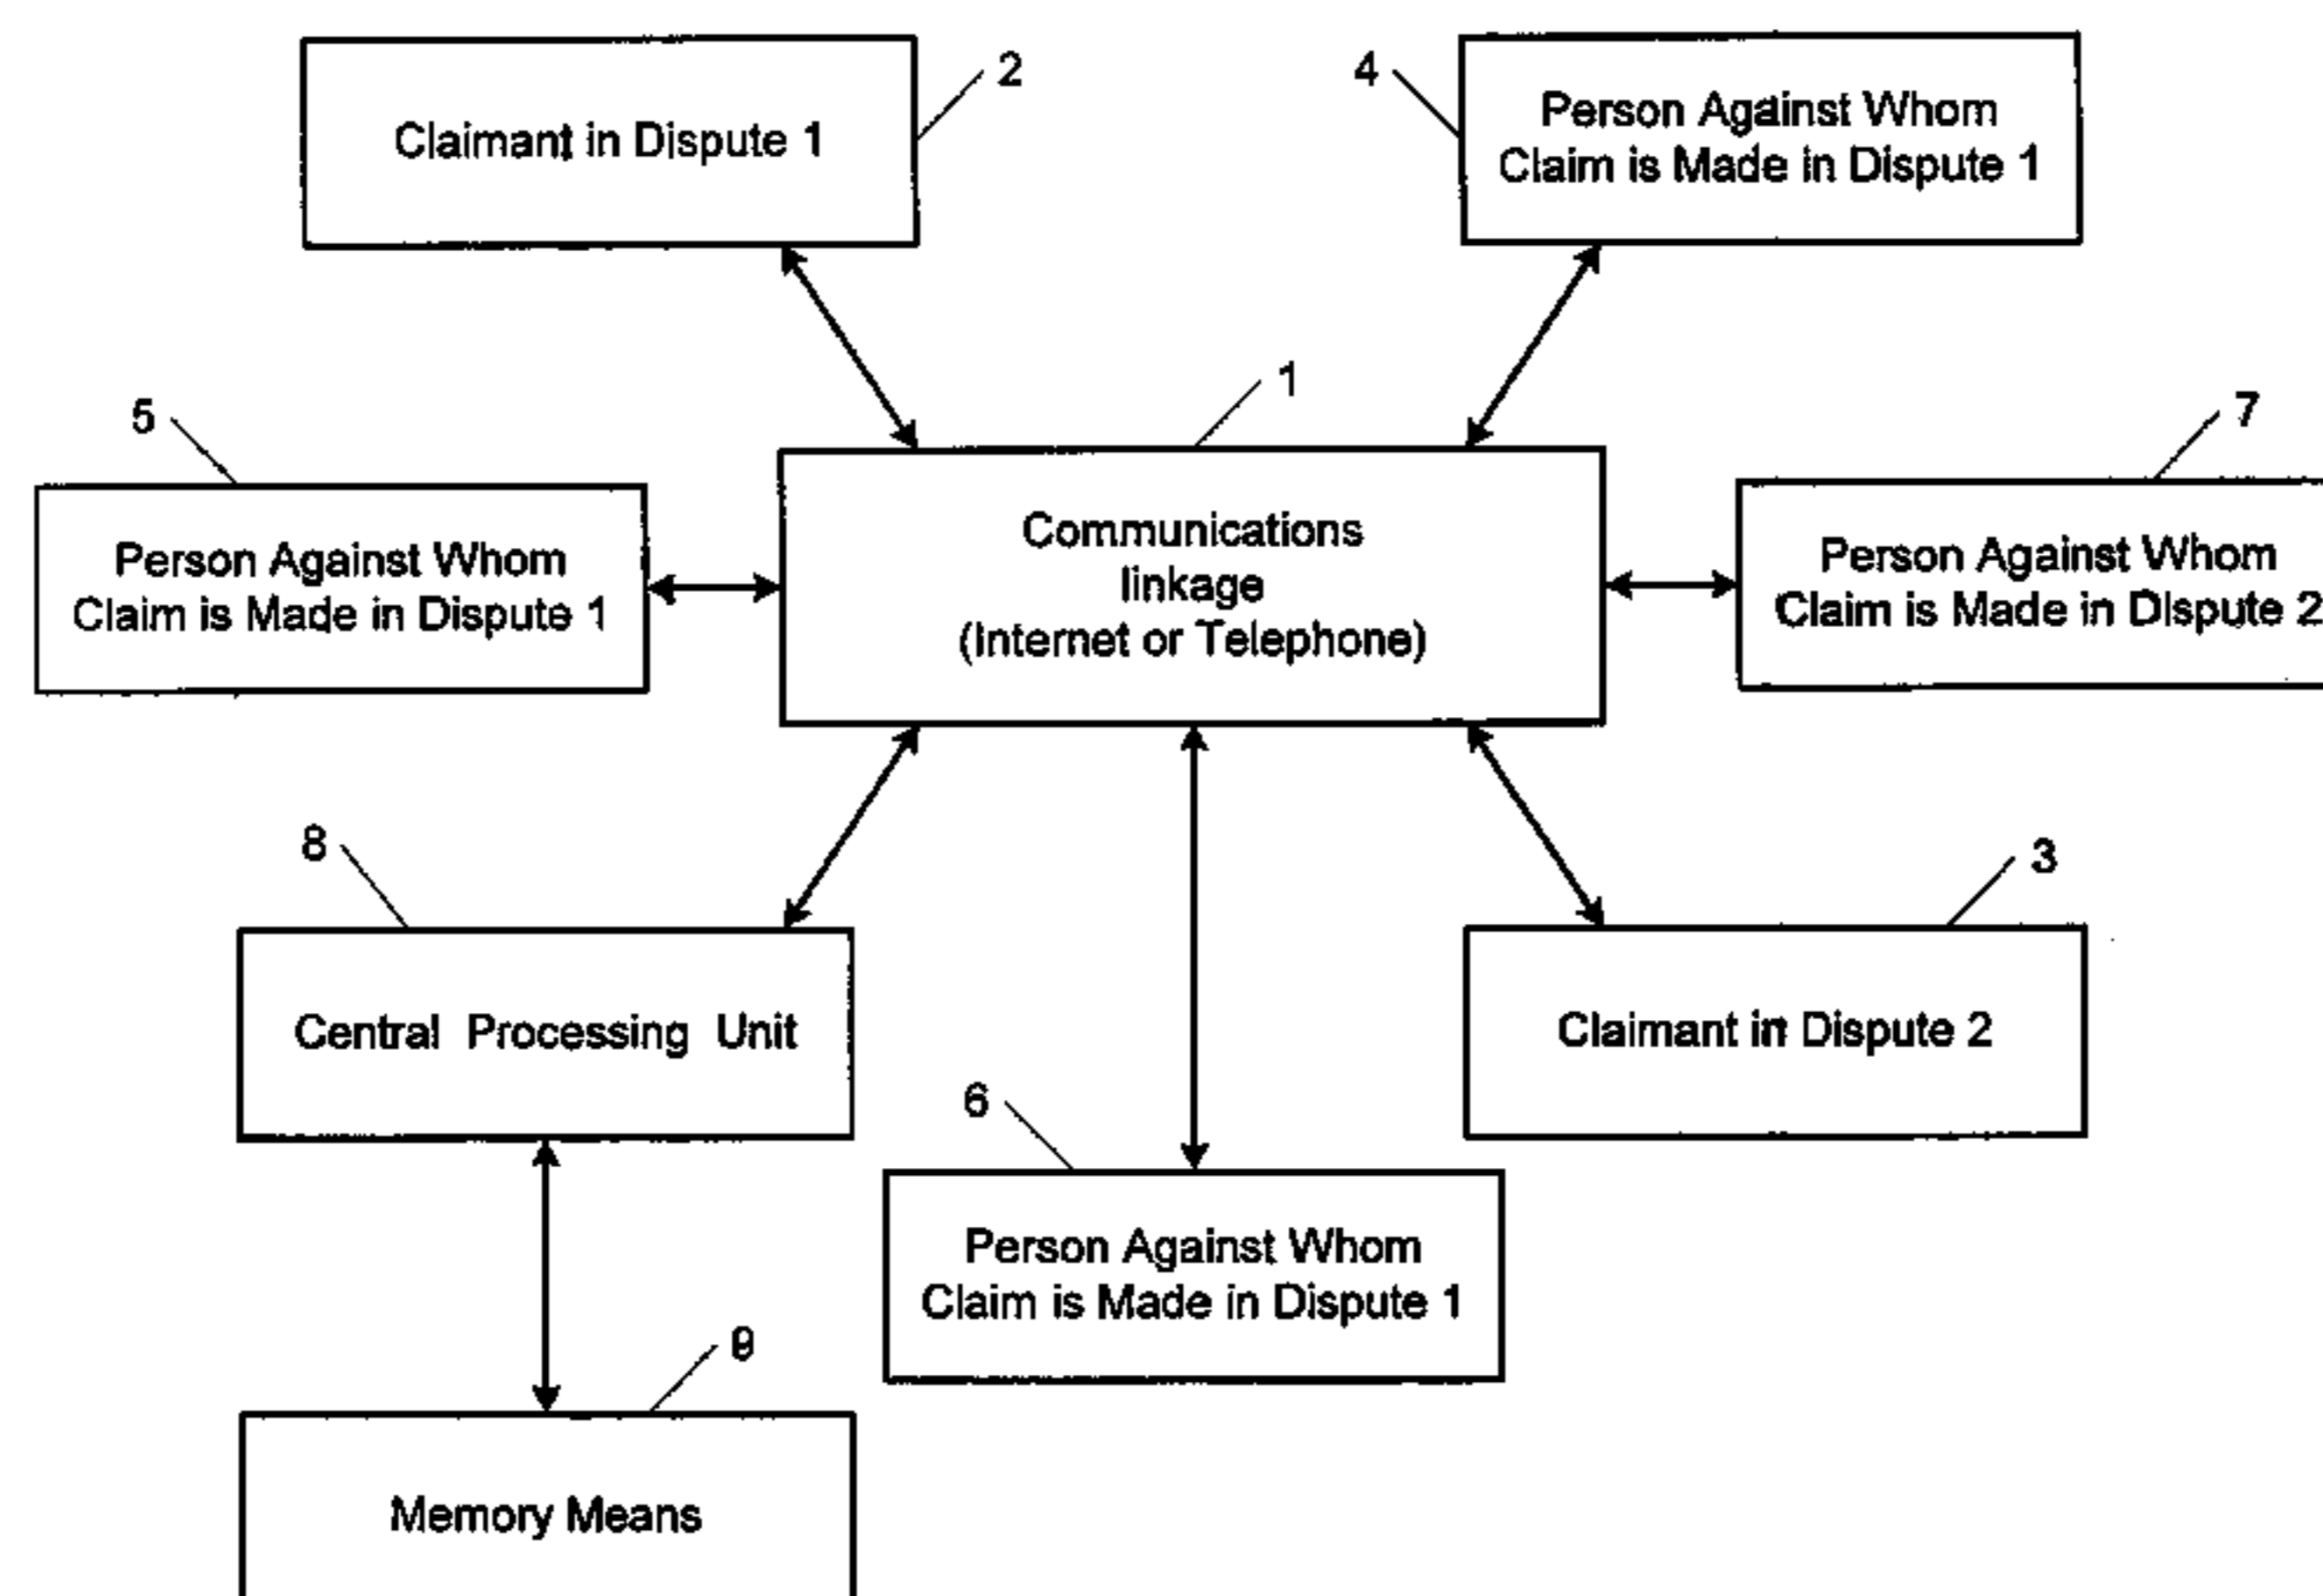 2
Claimant in Dispute 1
4
Person Against Whom
Claim is Made in Dispute 1
1
5
7
Person Against Whom
Claim is Made in Dispute 1
Communications
linkage
(Internet or Telephone)
Person Against Whom
Claim is Made in Dispute 2
8
3
Central Processing Unit
Claimant in Dispute 2
6
Person Against Whom
Claim is Made in Dispute 1
9
Memory Means